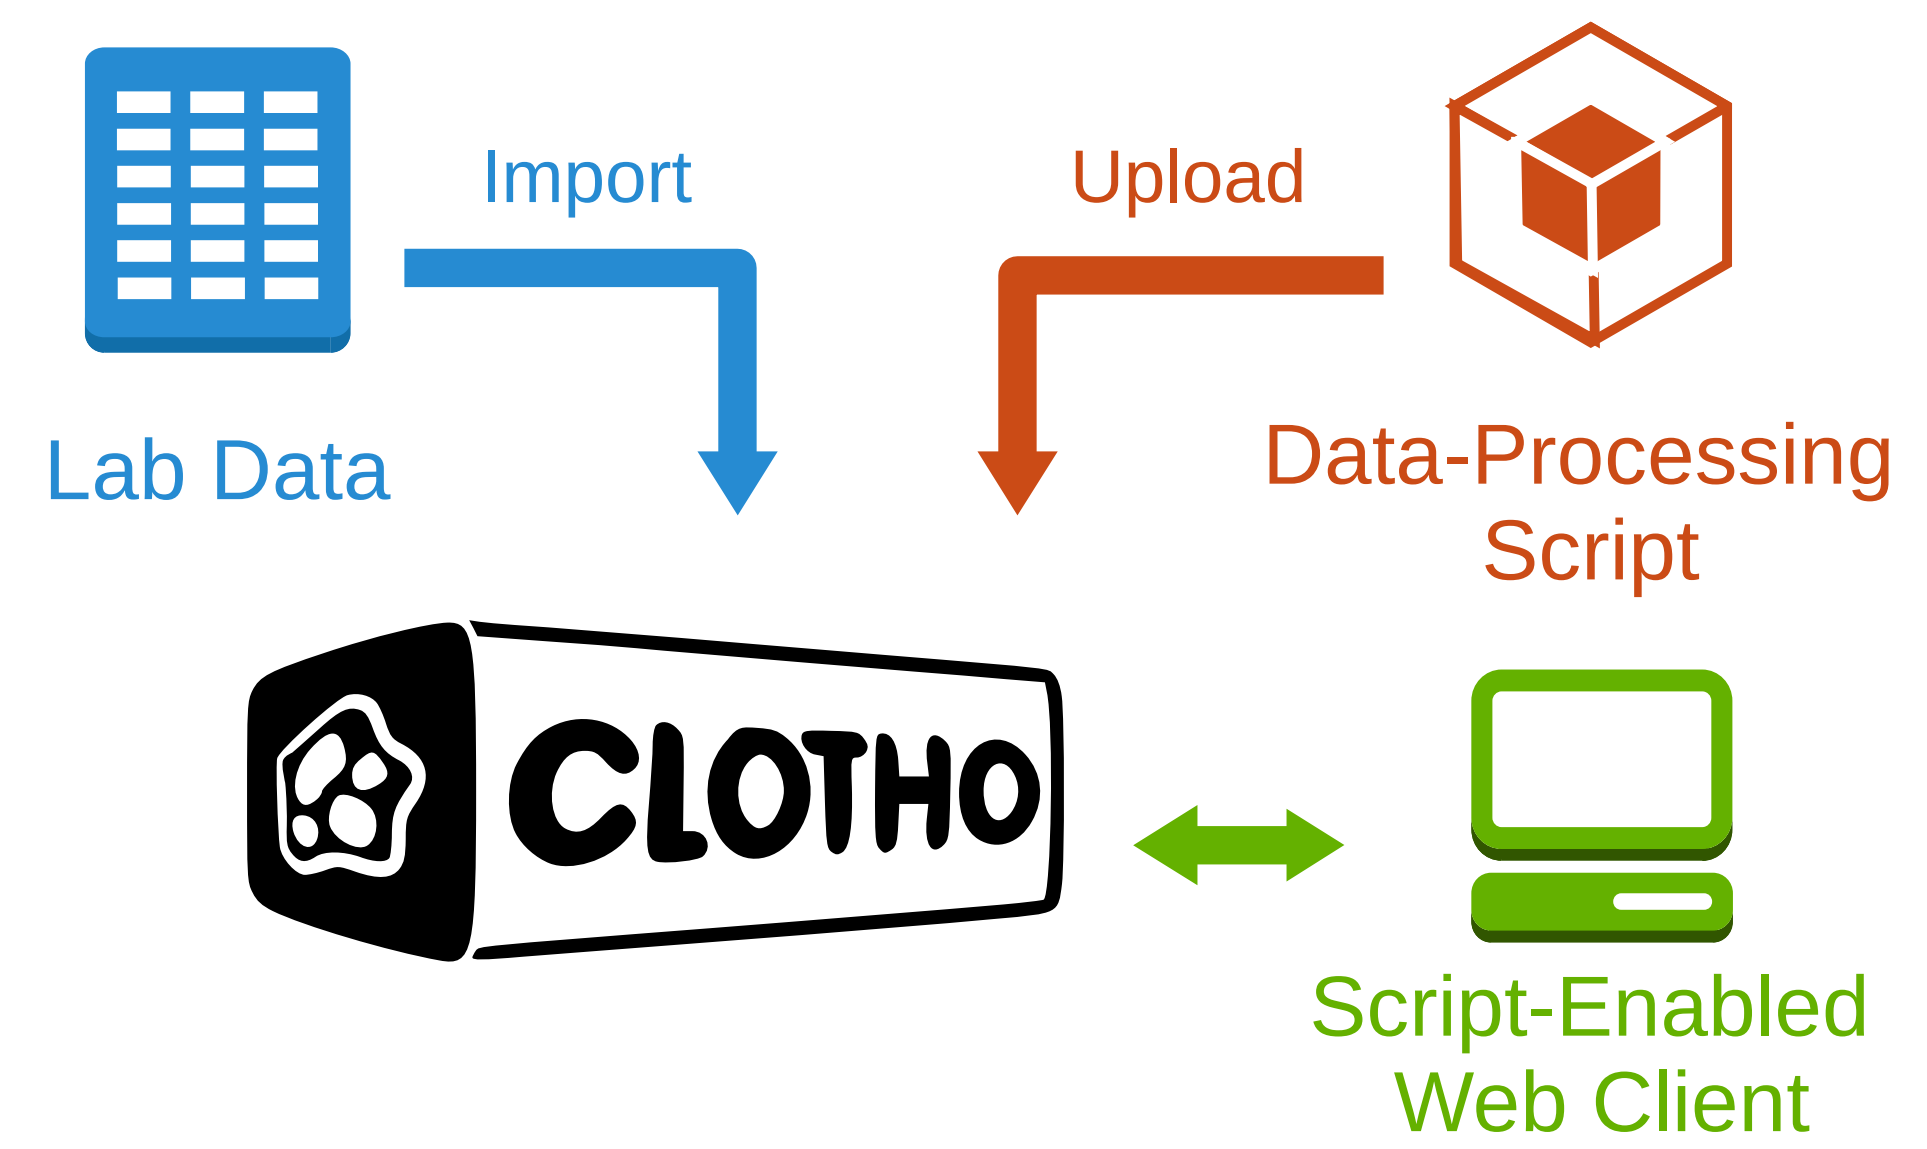 Import
Upload
Lab Data
Data-Processing
Script
CLOTHO
Script-Enabled
Web Client